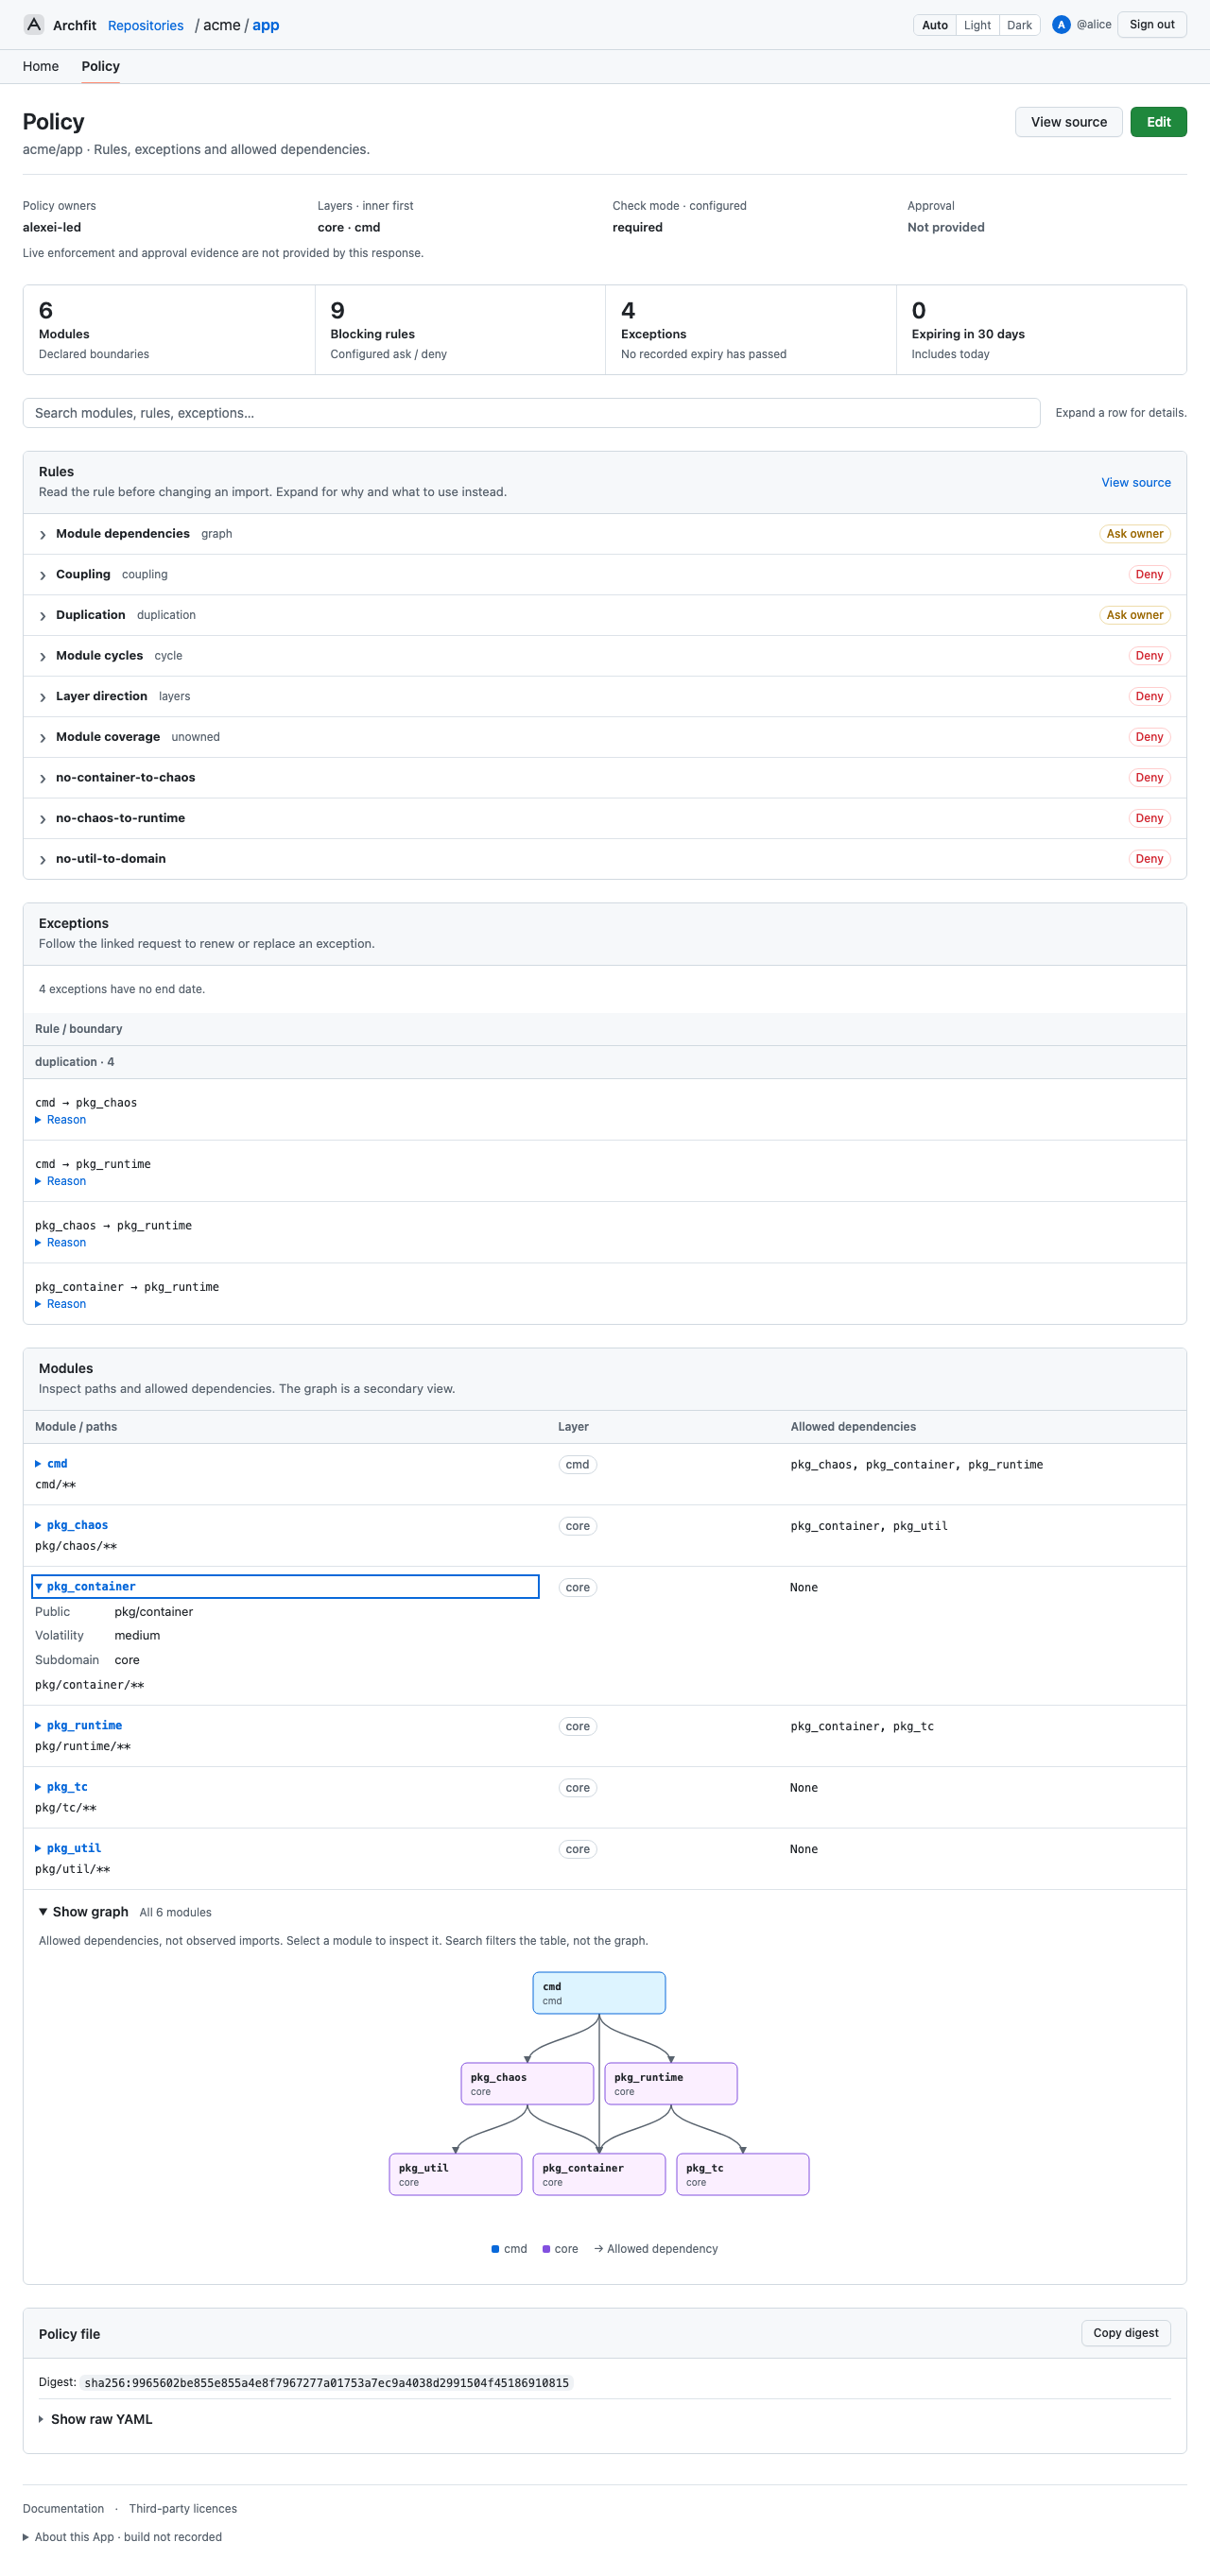 Archfit Repositories / acme / app Auto Light Dark A @alice Sign out
Home Policy
Policy View source Edit
acme/app · Rules, exceptions and allowed dependencies.
Policy owners Layers · inner first Check mode · configured Approval
alexei-led core · cmd required Not provided
Live enforcement and approval evidence are not provided by this response.
6 9 4 0
Modules Blocking rules Exceptions Expiring in 30 days
Declared boundaries Configured ask / deny No recorded expiry has passed Includes today
Search modules, rules, exceptions... Expand a row for details.
Rules
Read the rule before changing an import. Expand for why and what to use instead. View source
Module dependencies graph Ask owner
Coupling coupling Deny
Duplication duplication Ask owner
Module cycles cycle Deny
Layer direction layers Deny
Module coverage unowned Deny
no-container-to-chaos Deny
no-chaos-to-runtime Deny
no-util-to-domain Deny
Exceptions
Follow the linked request to renew or replace an exception.
4 exceptions have no end date.
Rule / boundary
duplication · 4
cmd → pkg_chaos
Reason
cmd → pkg_runtime
Reason
pkg_chaos → pkg_runtime
Reason
pkg_container → pkg_runtime
Reason
Modules
Inspect paths and allowed dependencies. The graph is a secondary view.
Module / paths Layer Allowed dependencies
cmd cmd pkg_chaos, pkg_container, pkg_runtime
cmd/**
pkg_chaos core pkg_container, pkg_util
pkg/chaos/**
pkg_container core None
Public pkg/container
Volatility medium
Subdomain core
pkg/container/**
pkg_runtime core pkg_container, pkg_tc
pkg/runtime/**
pkg_tc core None
pkg/tc/**
pkg_util core None
pkg/util/**
Show graph All 6 modules
Allowed dependencies, not observed imports. Select a module to inspect it. Search filters the table, not the graph.
cmd
cmd
pkg_chaos pkg_runtime
core core
pkg_util pkg_container pkg_tc
core core core
cmd core → Allowed dependency
Policy file Copy digest
Digest: sha256:9965602be855e855a4e8f7967277a01753a7ec9a4038d2991504f45186910815
Show raw YAML
Documentation · Third-party licences
About this App · build not recorded